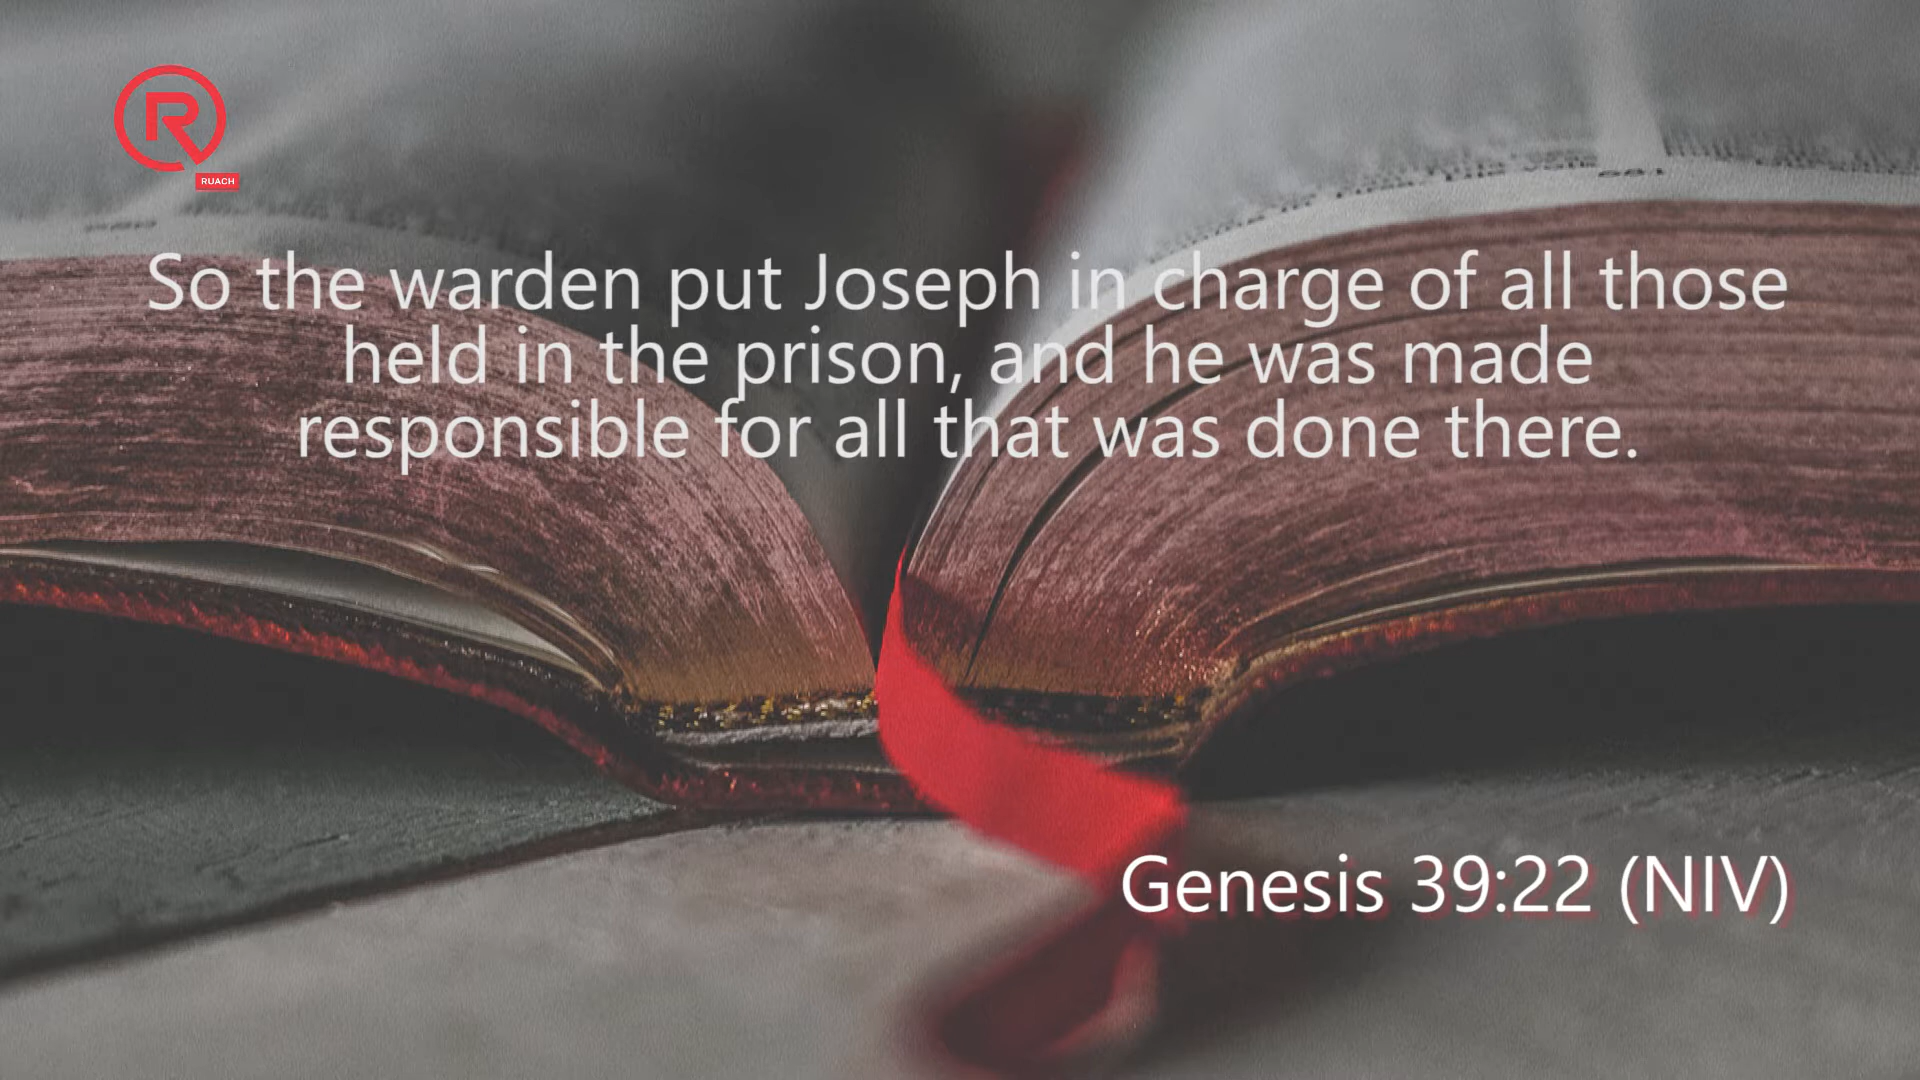 R
RUACH
So the warden put Joseph in charge of all those
held in the prison, and he was made
responsible for all that was done there.
Genesis 39:22 (NIV)